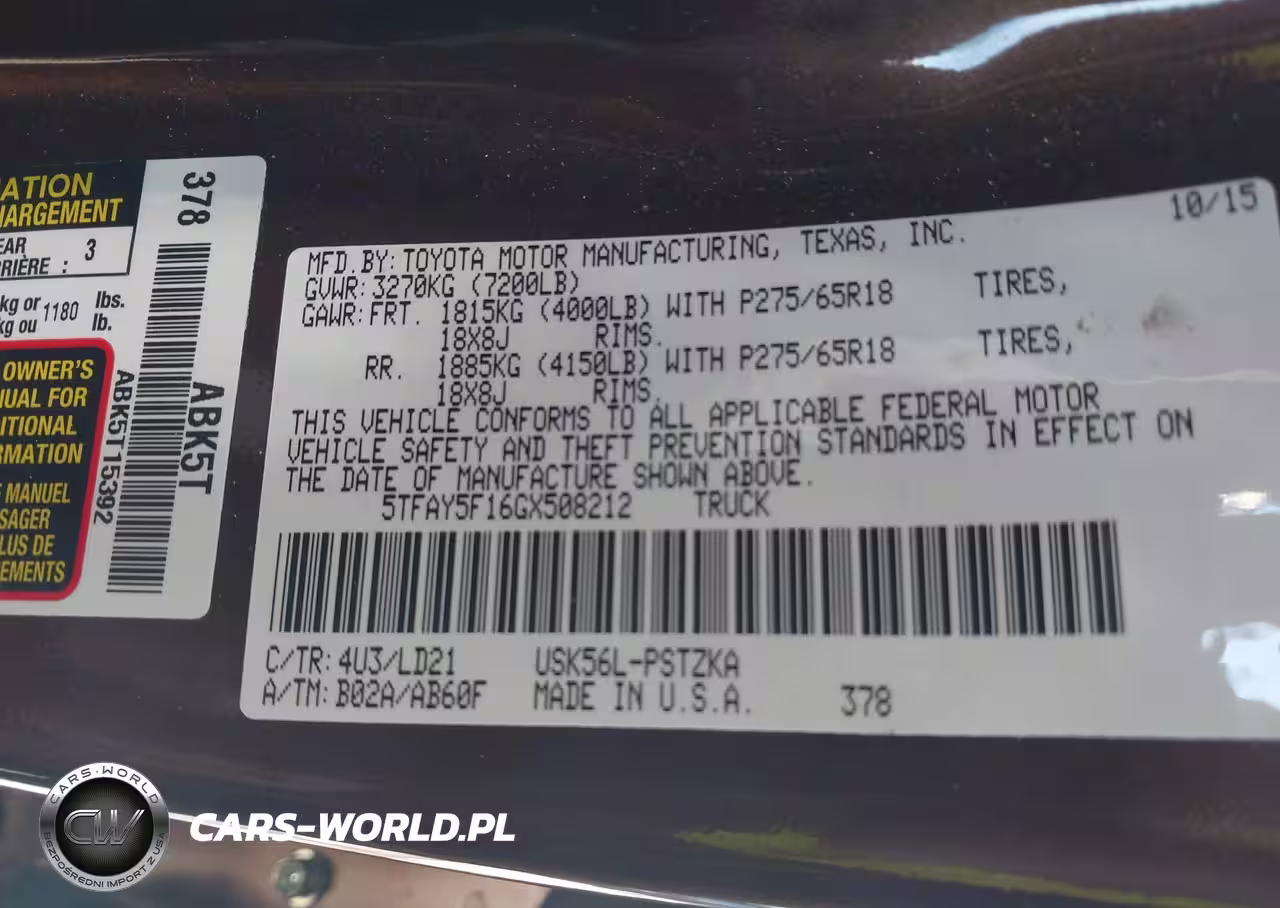 ATION
HARGEMENT
EAR 3
RIÈRE :
kg or 1180 lbs.
kg ou lb.
OWNER'S
UAL FOR
ITIONAL
RMATION
MANUEL
SAGER
LUS DE
EMENTS
378
ABK5T
ABK5T15392
10/15
MFD.BY:TOYOTA MOTOR MANUFACTURING, TEXAS, INC.
GVWR:3270KG (7200LB)
GAWR:FRT. 1815KG (4000LB) WITH P275/65R18 TIRES,
18X8J RIMS.
RR. 1885KG (4150LB) WITH P275/65R18 TIRES,
18X8J RIMS.
THIS VEHICLE CONFORMS TO ALL APPLICABLE FEDERAL MOTOR
VEHICLE SAFETY AND THEFT PREVENTION STANDARDS IN EFFECT ON
THE DATE OF MANUFACTURE SHOWN ABOVE.
5TFAY5F16GX508212 TRUCK
C/TR:4U3/LD21 USK56L-PSTZKA
A/TM:B02A/AB60F MADE IN U.S.A. 378
CARS-WORLD
CW
BEZPOŚREDNI IMPORT Z USA
CARS-WORLD.PL